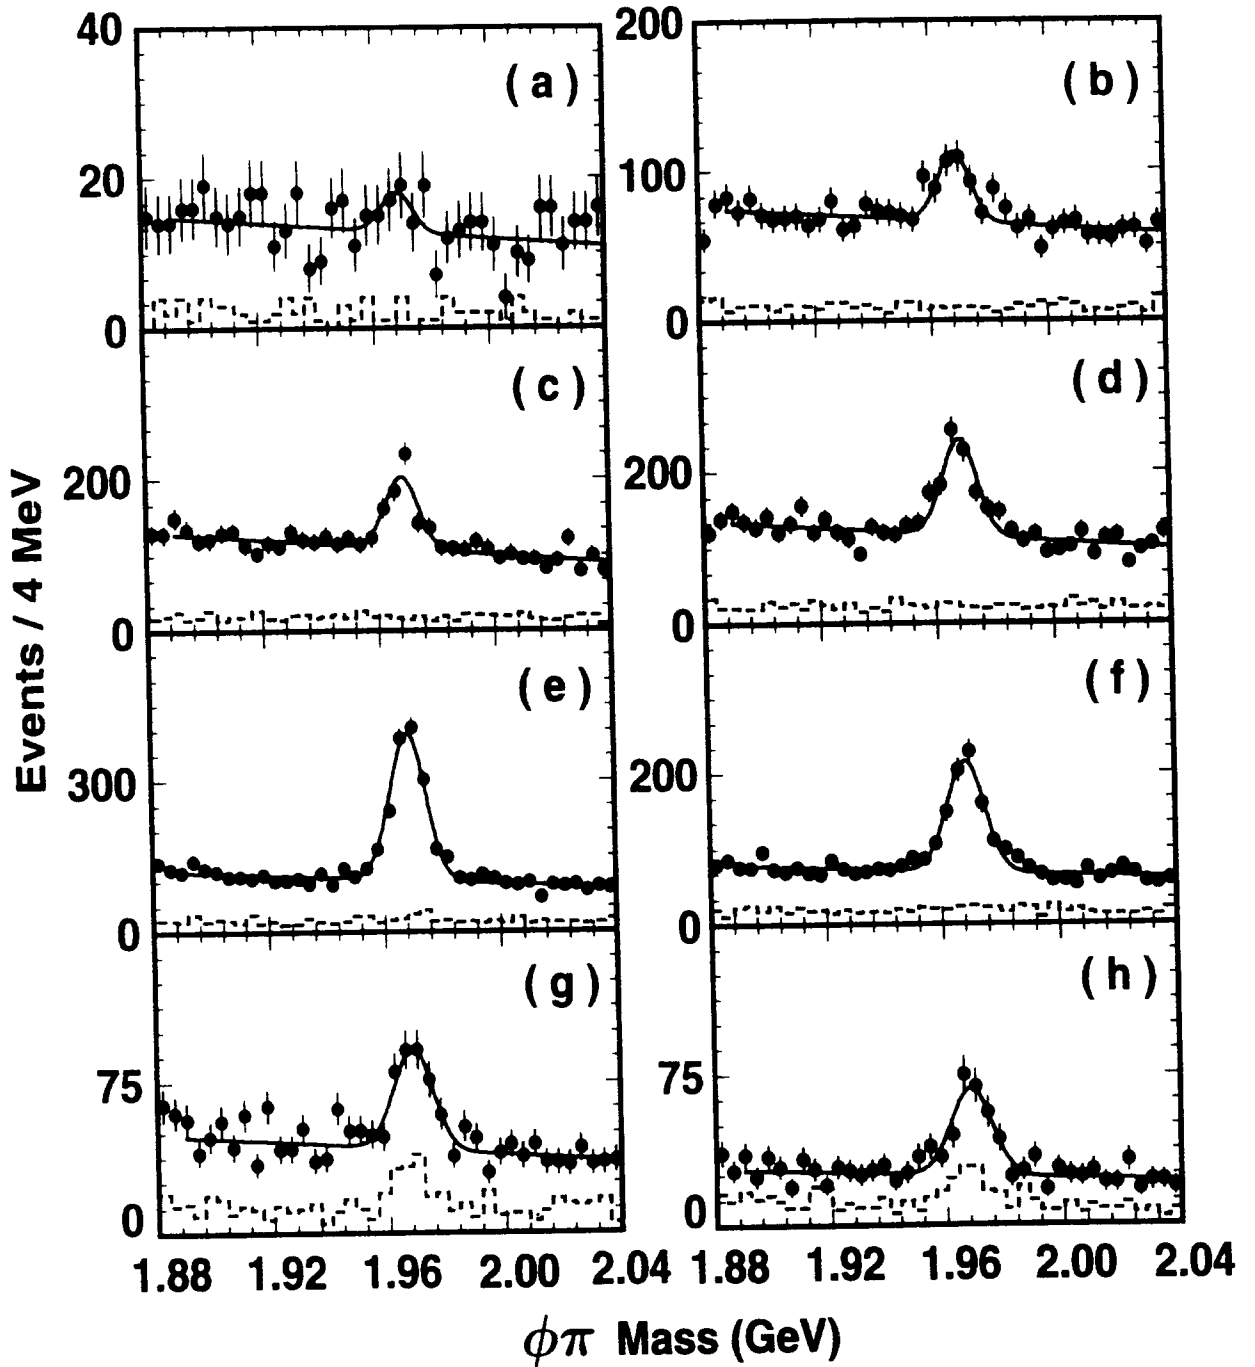 40
20
0
( a )
200
100
0
( b )
200
0
( c )
200
0
( d )
300
0
( e )
200
0
( f )
75
0
( g )
75
0
( h )
1.88 1.92 1.96 2.00 2.04
1.88 1.92 1.96 2.00 2.04
Events / 4 MeV
ϕπ Mass (GeV)